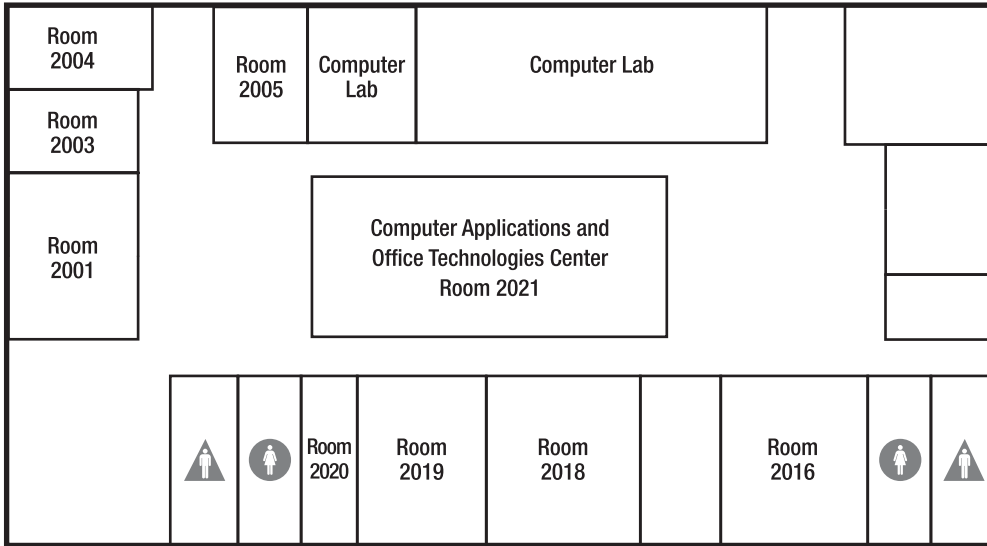 Room
2004
Room
2005
Computer
Lab
Computer Lab
Room
2003
Room
2001
Computer Applications and
Office Technologies Center
Room 2021
Room
2020
Room
2019
Room
2018
Room
2016